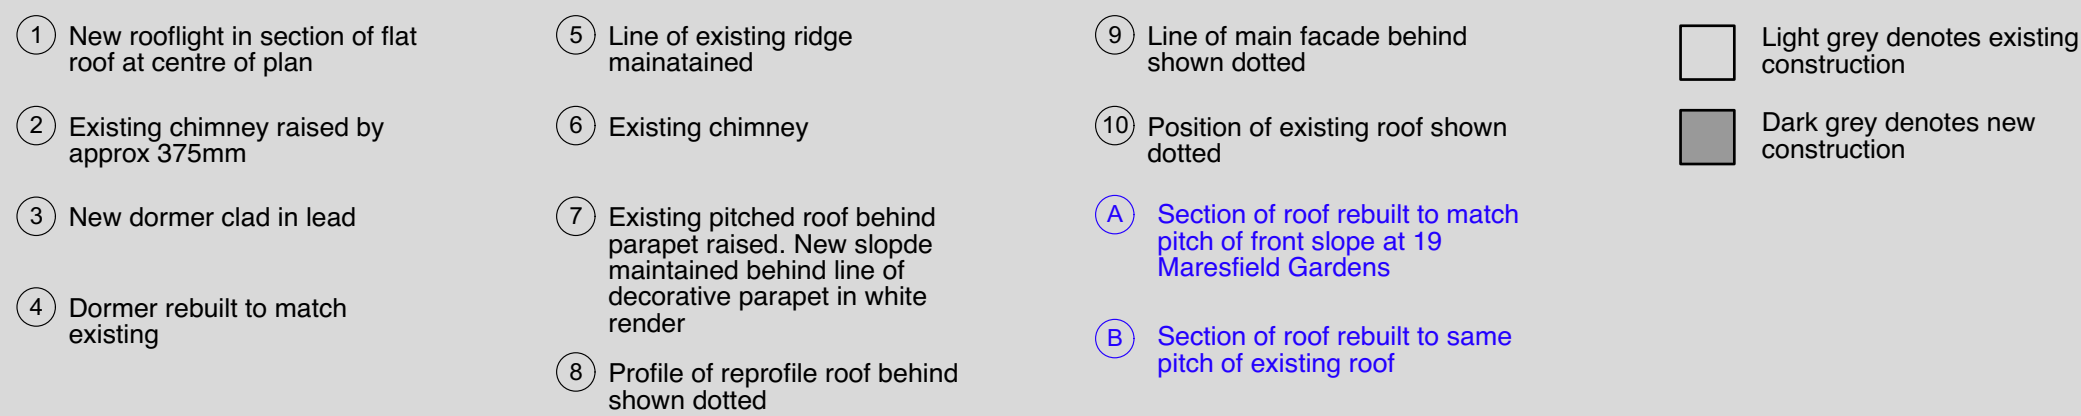 1 New rooflight in section of flat
roof at centre of plan
2 Existing chimney raised by
approx 375mm
3 New dormer clad in lead
4 Dormer rebuilt to match
existing
5 Line of existing ridge
mainatained
6 Existing chimney
7 Existing pitched roof behind
parapet raised. New slopde
maintained behind line of
decorative parapet in white
render
8 Profile of reprofile roof behind
shown dotted
9 Line of main facade behind
shown dotted
10 Position of existing roof shown
dotted
A Section of roof rebuilt to match
pitch of front slope at 19
Maresfield Gardens
B Section of roof rebuilt to same
pitch of existing roof
Light grey denotes existing
construction
Dark grey denotes new
construction